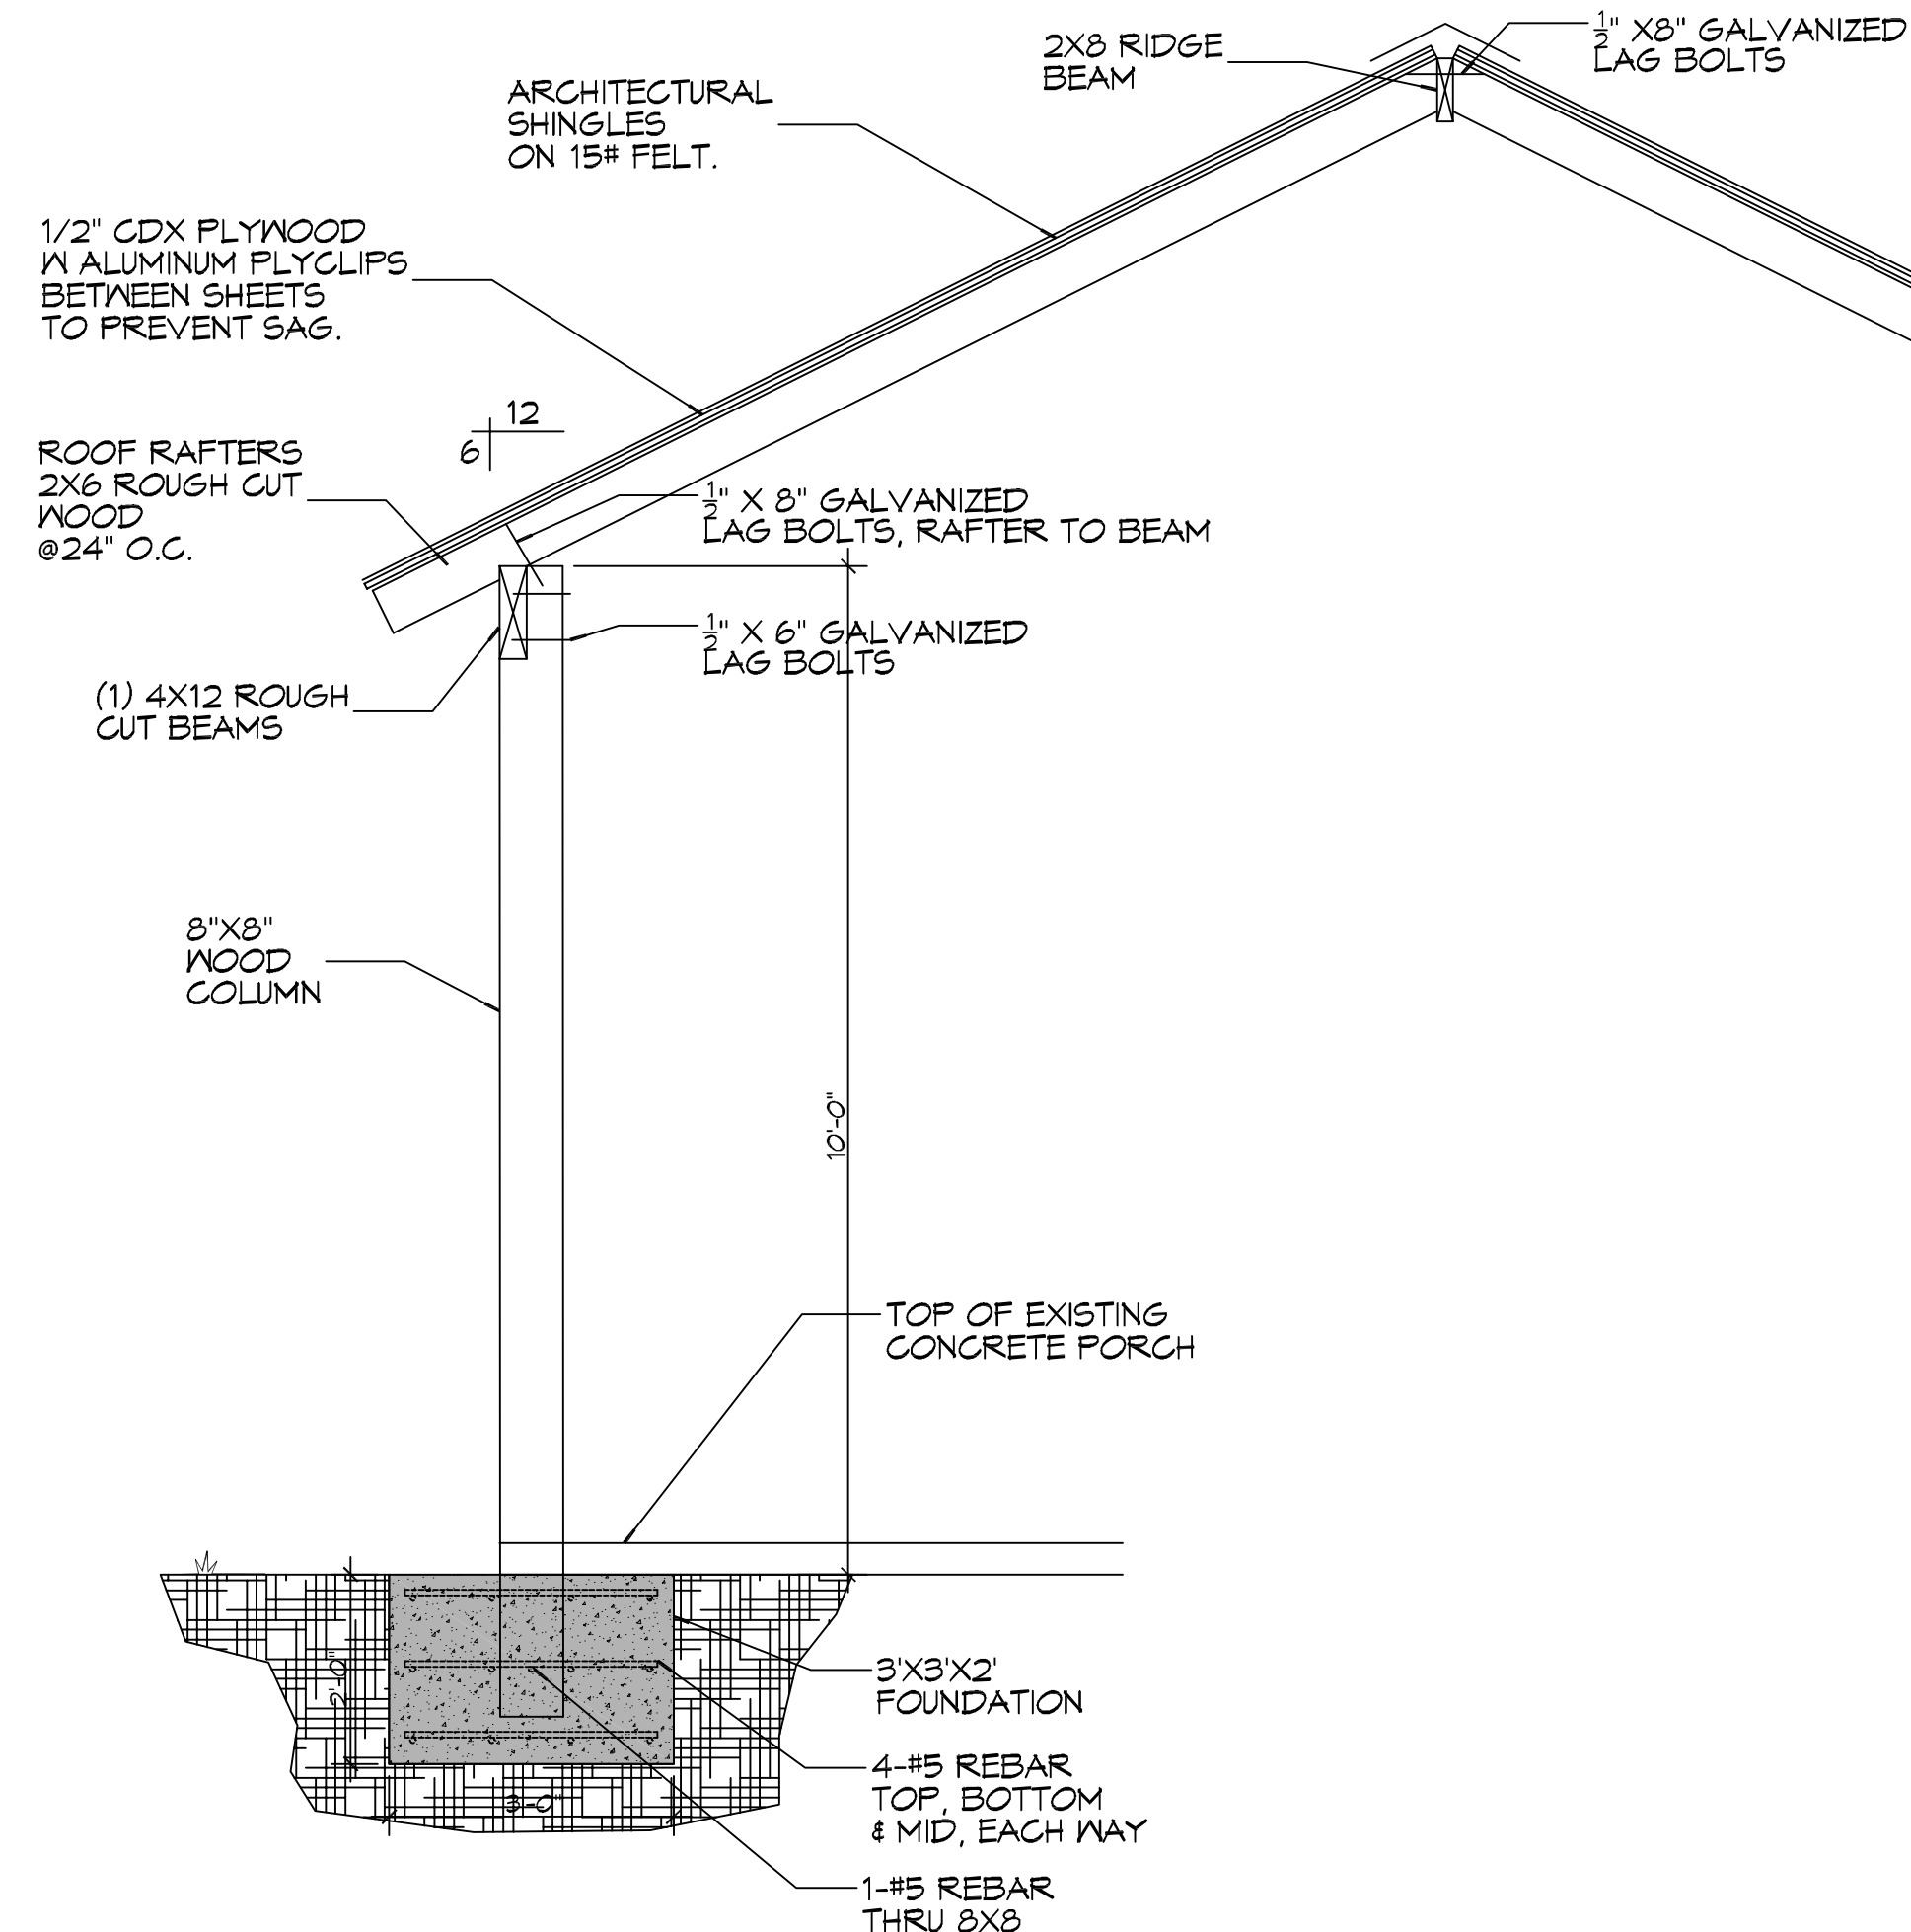 2X8 RIDGE
BEAM
1/2" X8" GALVANIZED
LAG BOLTS
ARCHITECTURAL
SHINGLES
ON 15# FELT.
1/2" CDX PLYWOOD
W ALUMINUM PLYCLIPS
BETWEEN SHEETS
TO PREVENT SAG.
12
6
ROOF RAFTERS
2X6 ROUGH CUT
WOOD
@24" O.C.
1/2" X 8" GALVANIZED
LAG BOLTS, RAFTER TO BEAM
1/2" X 6" GALVANIZED
LAG BOLTS
(1) 4X12 ROUGH
CUT BEAMS
8"X8"
WOOD
COLUMN
10'-0"
TOP OF EXISTING
CONCRETE PORCH
2'-0"
3'X3'X2'
FOUNDATION
4-#5 REBAR
TOP, BOTTOM
& MID, EACH WAY
3'-0"
1-#5 REBAR
THRU 8X8